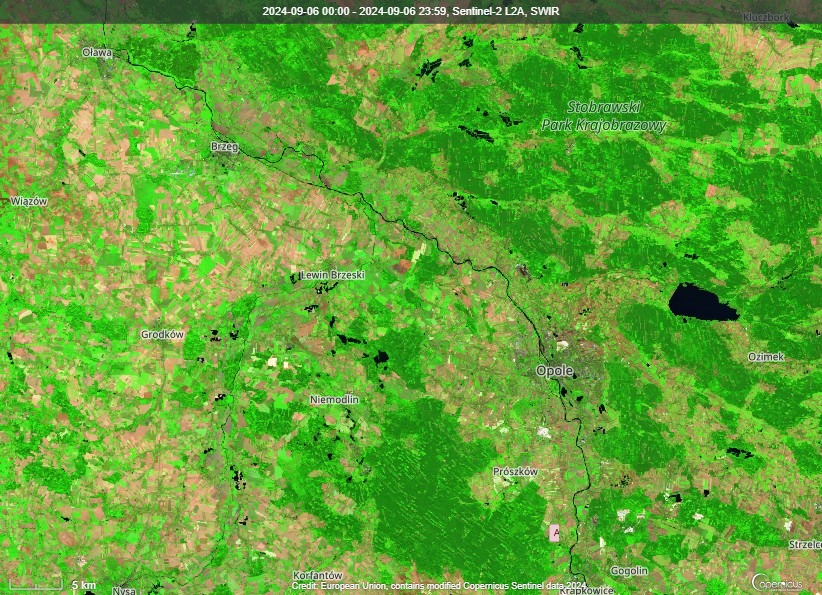 2024-09-06 00:00 - 2024-09-06 23:59, Sentinel-2 L2A, SWIR
Kluczbork
Oława
Stobrawski
Park Krajobrazowy
Brzeg
Wiązów
Lewin Brzeski
Grodków
Ozimek
Opole
Niemodlin
Prószków
A
Strzelc
Gogolin
Korfantów
5 km
Credit: European Union, contains modified Copernicus Sentinel data 2024
Copernicus
Nysa
Krapkowice